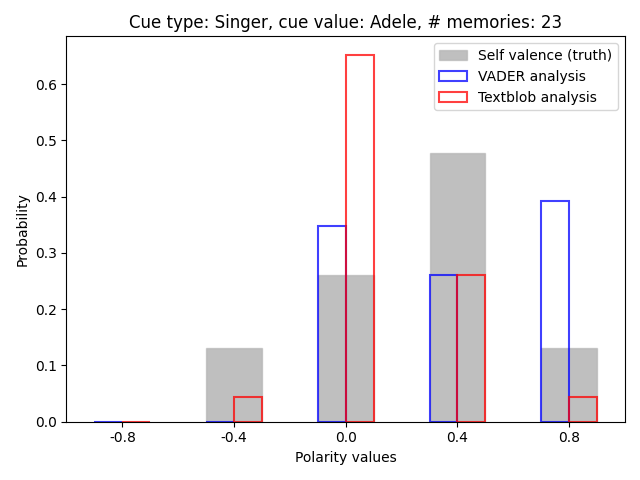 Cue type: Singer, cue value: Adele, # memories: 23
Self valence (truth)
VADER analysis
Textblob analysis
Probability
0.6
0.5
0.4
0.3
0.2
0.1
0.0
-0.8 -0.4 0.0 0.4 0.8
Polarity values